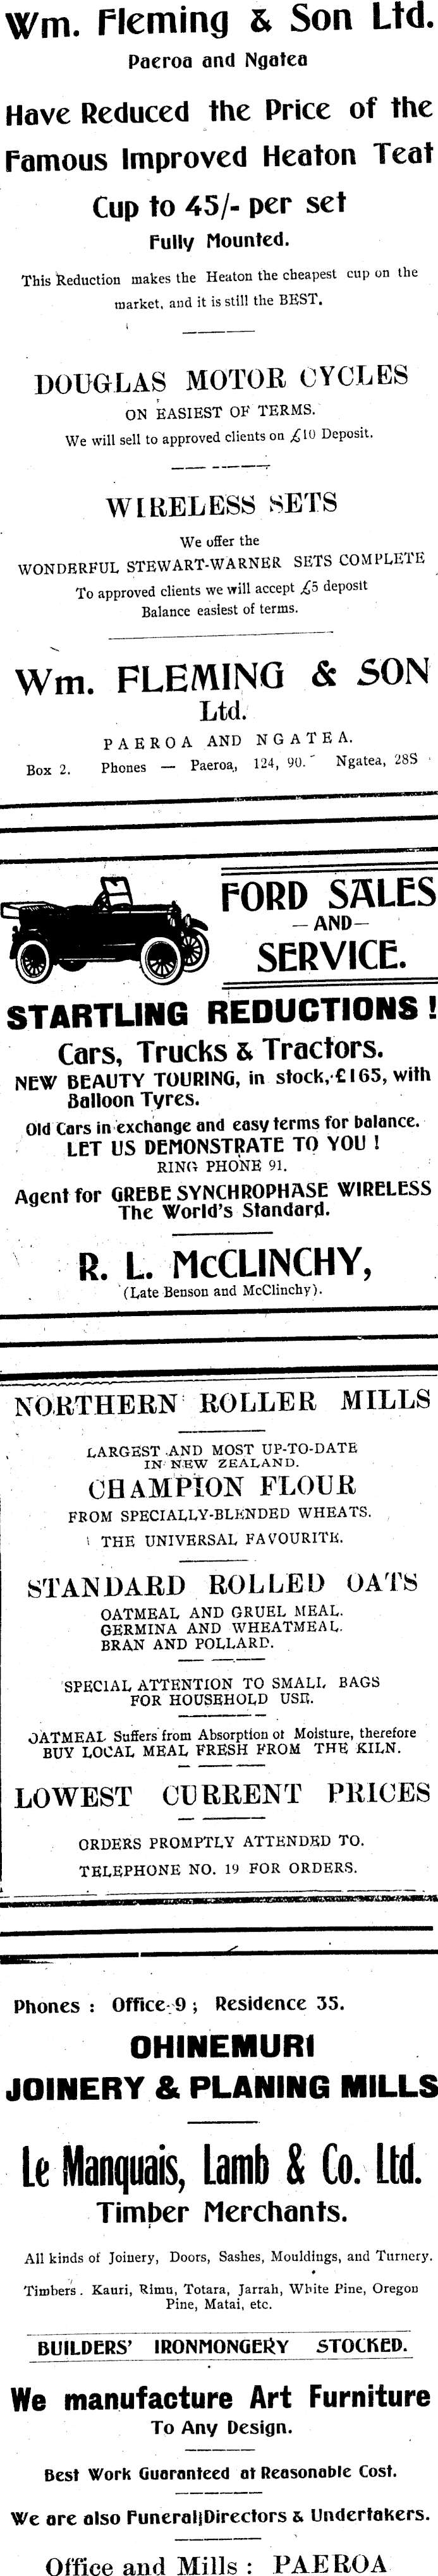 Wm. Fleming & Son Ltd.
Paeroa and Ngatea
Have Reduced the Price of the
Famous Improved Heaton Teat
Cup to 45/- per set
Fully Mounted.
This Reduction makes the Heaton the cheapest cup on the
market, and it is still the BEST.
DOUGLAS MOTOR CYCLES
ON EASIEST OF TERMS.
We will sell to approved clients on £10 Deposit.
WIRELESS SETS
We offer the
WONDERFUL STEWART-WARNER SETS COMPLETE
To approved clients we will accept £5 deposit
Balance easiest of terms.
Wm. FLEMING & SON
Ltd.
PAEROA AND NGATEA.
Box 2. Phones — Paeroa, 124, 90. Ngatea, 28S
FORD SALES
—AND—
SERVICE.
STARTLING REDUCTIONS !
Cars, Trucks & Tractors.
NEW BEAUTY TOURING, in stock, £165, with
Balloon Tyres.
Old Cars in exchange and easy terms for balance.
LET US DEMONSTRATE TO YOU !
RING PHONE 91.
Agent for GREBE SYNCHROPHASE WIRELESS
The World's Standard.
R. L. McCLINCHY,
(Late Benson and McClinchy).
NORTHERN ROLLER MILLS
LARGEST AND MOST UP-TO-DATE
IN NEW ZEALAND.
CHAMPION FLOUR
FROM SPECIALLY-BLENDED WHEATS.
THE UNIVERSAL FAVOURITE.
STANDARD ROLLED OATS
OATMEAL AND GRUEL MEAL.
GERMINA AND WHEATMEAL.
BRAN AND POLLARD.
SPECIAL ATTENTION TO SMALL BAGS
FOR HOUSEHOLD USE.
OATMEAL Suffers from Absorption of Moisture, therefore
BUY LOCAL MEAL FRESH FROM THE KILN.
LOWEST CURRENT PRICES
ORDERS PROMPTLY ATTENDED TO.
TELEPHONE NO. 19 FOR ORDERS.
Phones : Office 9 ; Residence 35.
OHINEMURI
JOINERY & PLANING MILLS
Le Manquais, Lamb & Co. Ltd.
Timber Merchants.
All kinds of Joinery, Doors, Sashes, Mouldings, and Turnery.
Timbers. Kauri, Rimu, Totara, Jarrah, White Pine, Oregon
Pine, Matai, etc.
BUILDERS' IRONMONGERY STOCKED.
We manufacture Art Furniture
To Any Design.
Best Work Guaranteed at Reasonable Cost.
We are also Funeral Directors & Undertakers.
Office and Mills : PAEROA